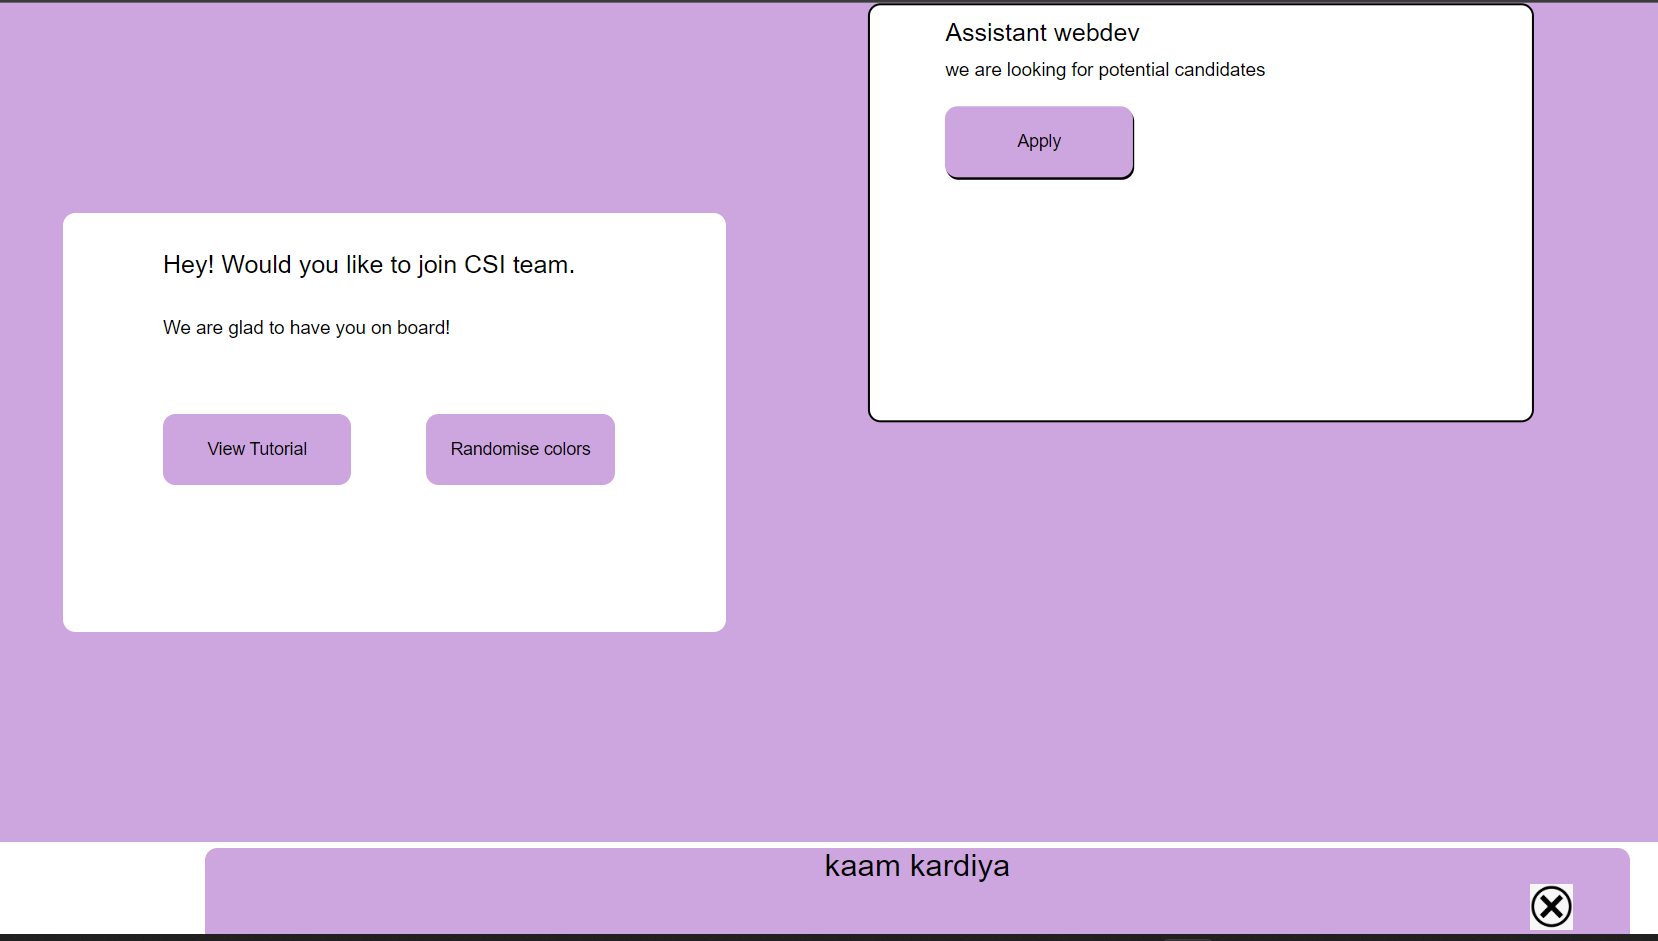 Assistant webdev
we are looking for potential candidates
Apply
Hey! Would you like to join CSI team.
We are glad to have you on board!
View Tutorial
Randomise colors
kaam kardiya